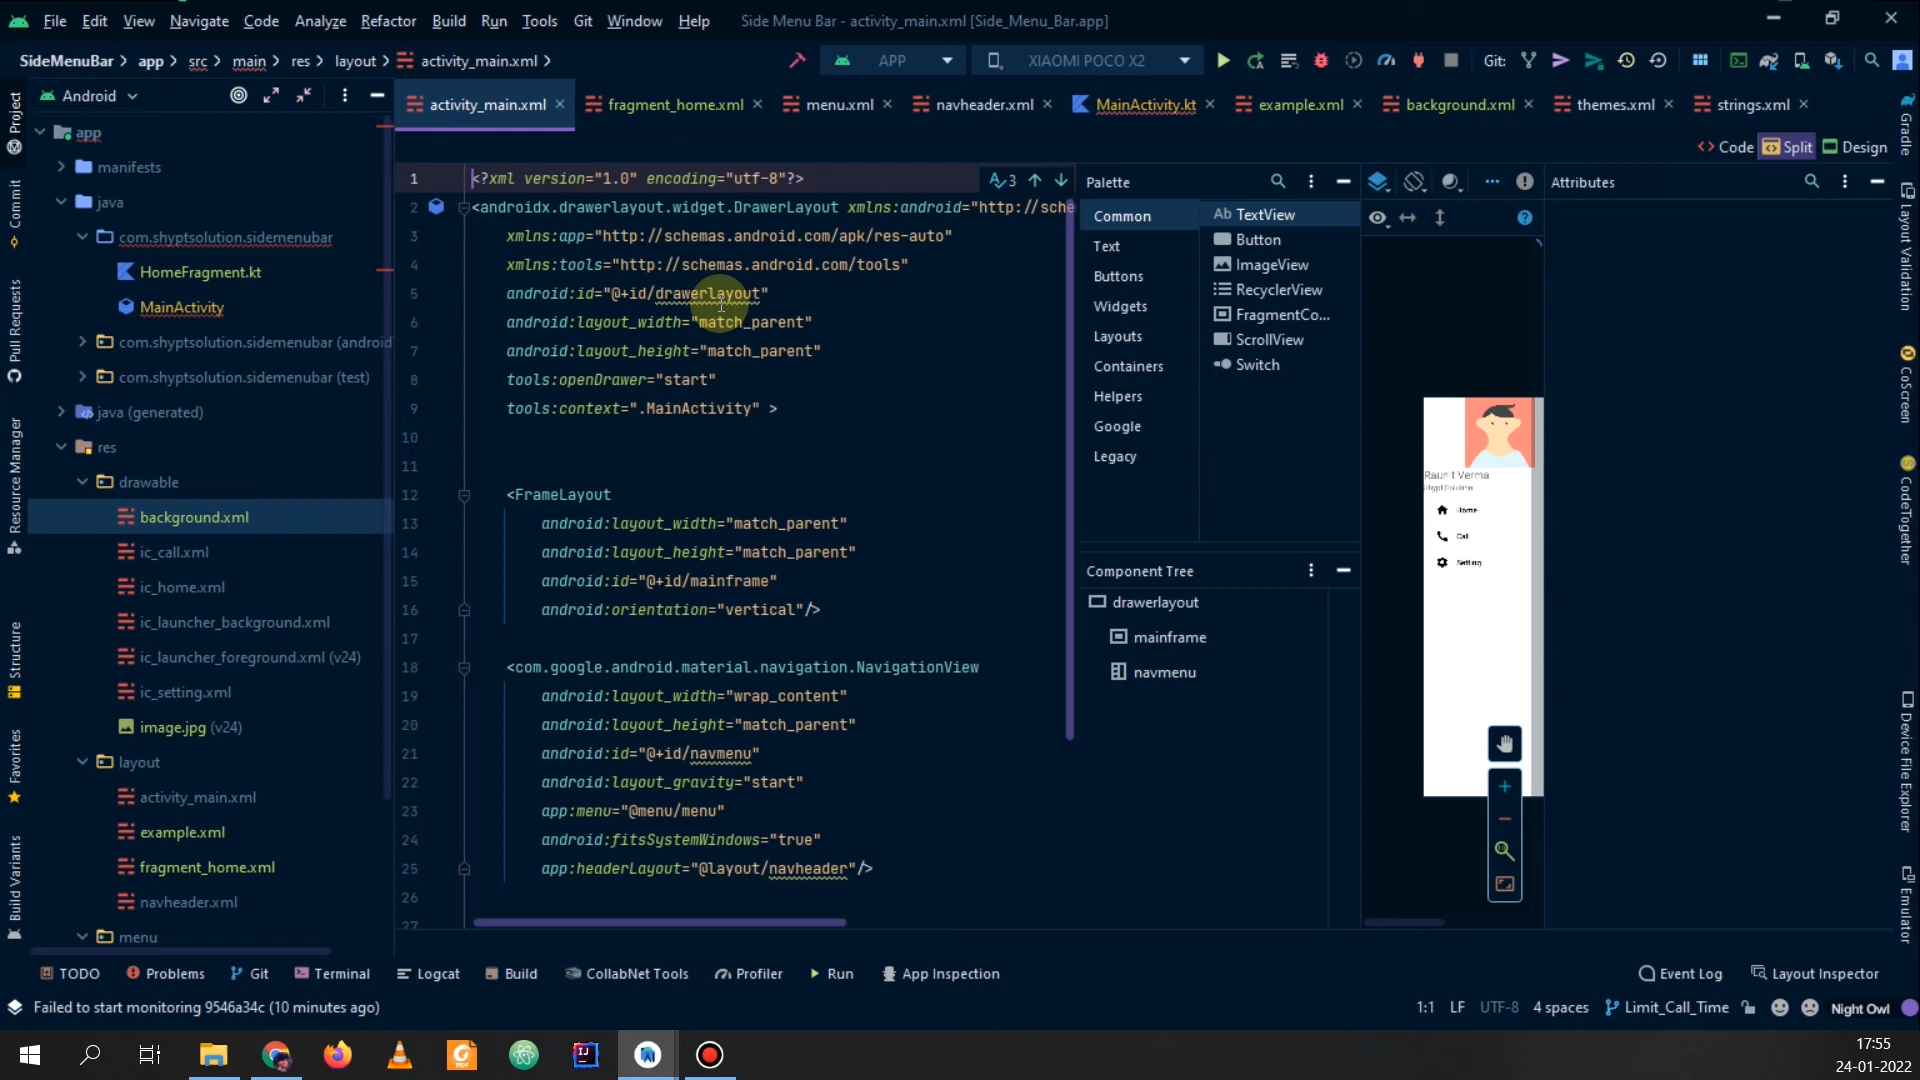 File Edit View Navigate Code Analyze Refactor Build Run Tools Git Window Help Side Menu Bar - activity_main.xml [Side_Menu_Bar.app]
SideMenuBar app src main res layout activity_main.xml APP XIAOMI POCO X2 Git:
Android
activity_main.xml fragment_home.xml menu.xml navheader.xml MainActivity.kt example.xml background.xml themes.xml strings.xml
Code Split Design
Project
Commit
Pull Requests
Resource Manager
Structure
Favorites
Build Variants
app
manifests
java
com.shyptsolution.sidemenubar
HomeFragment.kt
MainActivity
com.shyptsolution.sidemenubar (android
com.shyptsolution.sidemenubar (test)
java (generated)
res
drawable
background.xml
ic_call.xml
ic_home.xml
ic_launcher_background.xml
ic_launcher_foreground.xml (v24)
ic_setting.xml
image.jpg (v24)
layout
activity_main.xml
example.xml
fragment_home.xml
navheader.xml
menu
3
1 <?xml version="1.0" encoding="utf-8"?>
2 <androidx.drawerlayout.widget.DrawerLayout xmlns:android="http://sche
3 xmlns:app="http://schemas.android.com/apk/res-auto"
4 xmlns:tools="http://schemas.android.com/tools"
5 android:id="@+id/drawerlayout"
6 android:layout_width="match_parent"
7 android:layout_height="match_parent"
8 tools:openDrawer="start"
9 tools:context=".MainActivity" >
10
11
12 <FrameLayout
13 android:layout_width="match_parent"
14 android:layout_height="match_parent"
15 android:id="@+id/mainframe"
16 android:orientation="vertical"/>
17
18 <com.google.android.material.navigation.NavigationView
19 android:layout_width="wrap_content"
20 android:layout_height="match_parent"
21 android:id="@+id/navmenu"
22 android:layout_gravity="start"
23 app:menu="@menu/menu"
24 android:fitsSystemWindows="true"
25 app:headerLayout="@layout/navheader"/>
26
27
Palette
Common
Text
Buttons
Widgets
Layouts
Containers
Helpers
Google
Legacy
Ab TextView
Button
ImageView
RecyclerView
FragmentCo...
ScrollView
Switch
Component Tree
drawerlayout
mainframe
navmenu
Attributes
Raunit Verma
Shypt Solution
Home
Call
Setting
Gradle
Layout Validation
CoScreen
CodeTogether
Device File Explorer
Emulator
TODO Problems Git Terminal Logcat Build CollabNet Tools Profiler Run App Inspection Event Log Layout Inspector
Failed to start monitoring 9546a34c (10 minutes ago) 1:1 LF UTF-8 4 spaces Limit_Call_Time Night Owl
17:55
24-01-2022